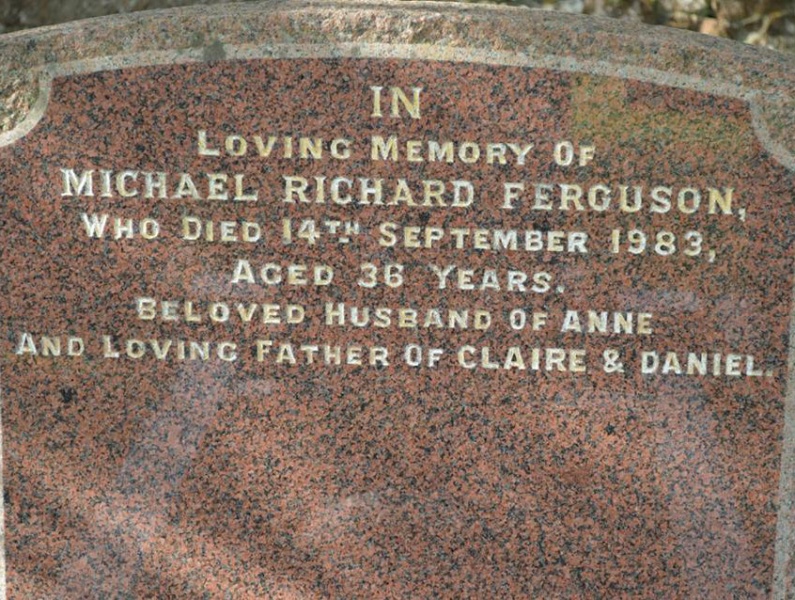 IN
LOVING MEMORY OF
MICHAEL RICHARD FERGUSON,
WHO DIED 14TH SEPTEMBER 1983,
AGED 36 YEARS.
BELOVED HUSBAND OF ANNE
AND LOVING FATHER OF CLAIRE & DANIEL.